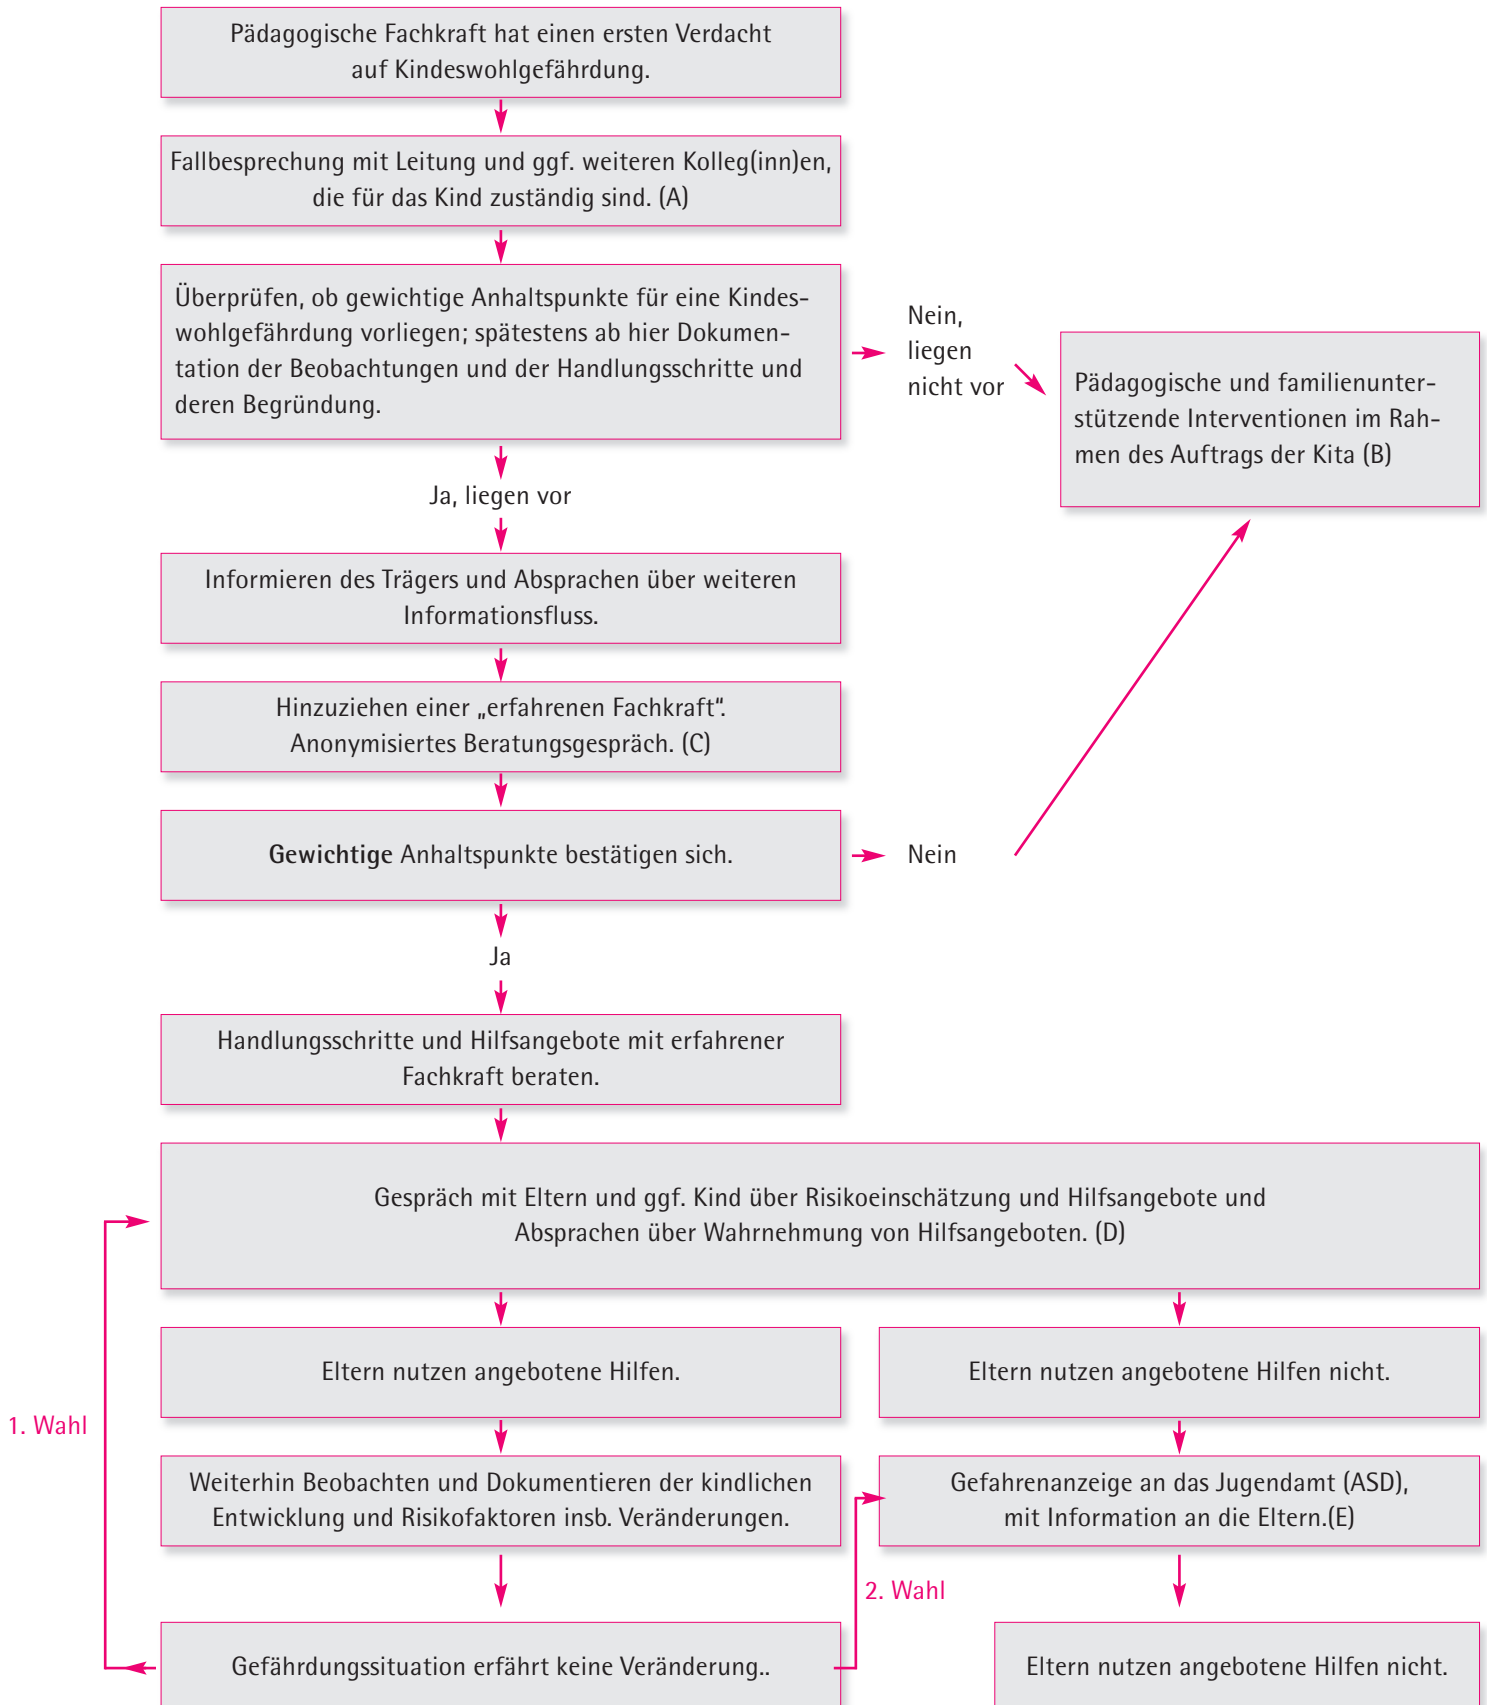 Pädagogische Fachkraft hat einen ersten Verdacht
auf Kindeswohlgefährdung.
Fallbesprechung mit Leitung und ggf. weiteren Kolleg(inn)en,
die für das Kind zuständig sind. (A)
Überprüfen, ob gewichtige Anhaltspunkte für eine Kindes-
wohlgefährdung vorliegen; spätestens ab hier Dokumen-
tation der Beobachtungen und der Handlungsschritte und
deren Begründung.
Nein,
liegen
nicht vor
Pädagogische und familienunter-
stützende Interventionen im Rah-
men des Auftrags der Kita (B)
Ja, liegen vor
Informieren des Trägers und Absprachen über weiteren
Informationsfluss.
Hinzuziehen einer „erfahrenen Fachkraft“.
Anonymisiertes Beratungsgespräch. (C)
Gewichtige Anhaltspunkte bestätigen sich.
Nein
Ja
Handlungsschritte und Hilfsangebote mit erfahrener
Fachkraft beraten.
Gespräch mit Eltern und ggf. Kind über Risikoeinschätzung und Hilfsangebote und
Absprachen über Wahrnehmung von Hilfsangeboten. (D)
Eltern nutzen angebotene Hilfen.
Eltern nutzen angebotene Hilfen nicht.
1. Wahl
Weiterhin Beobachten und Dokumentieren der kindlichen
Entwicklung und Risikofaktoren insb. Veränderungen.
Gefahrenanzeige an das Jugendamt (ASD),
mit Information an die Eltern.(E)
2. Wahl
Gefährdungssituation erfährt keine Veränderung..
Eltern nutzen angebotene Hilfen nicht.